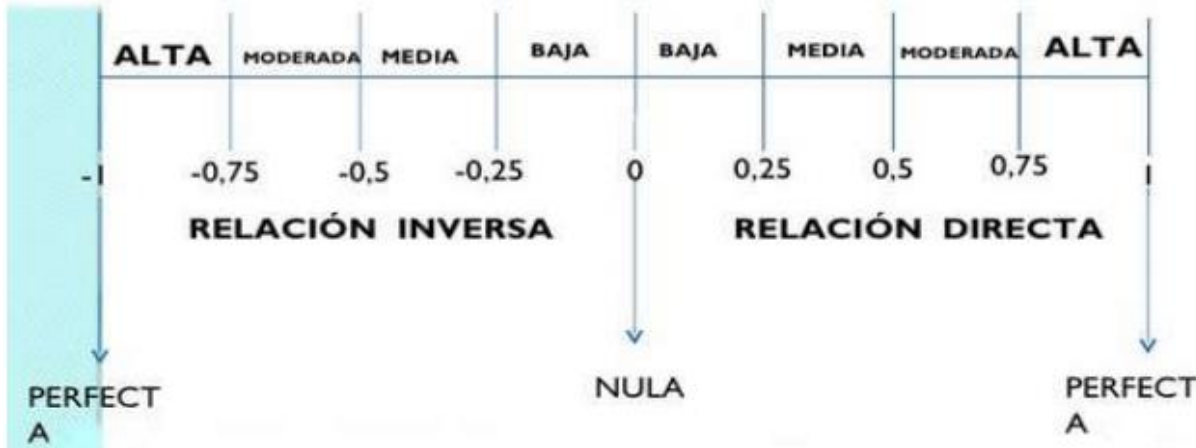 ALTA MODERADA MEDIA BAJA BAJA MEDIA MODERADA ALTA
-1 -0,75 -0,5 -0,25 0 0,25 0,5 0,75 1
RELACIÓN INVERSA RELACIÓN DIRECTA
PERFECT
A
NULA
PERFECT
A